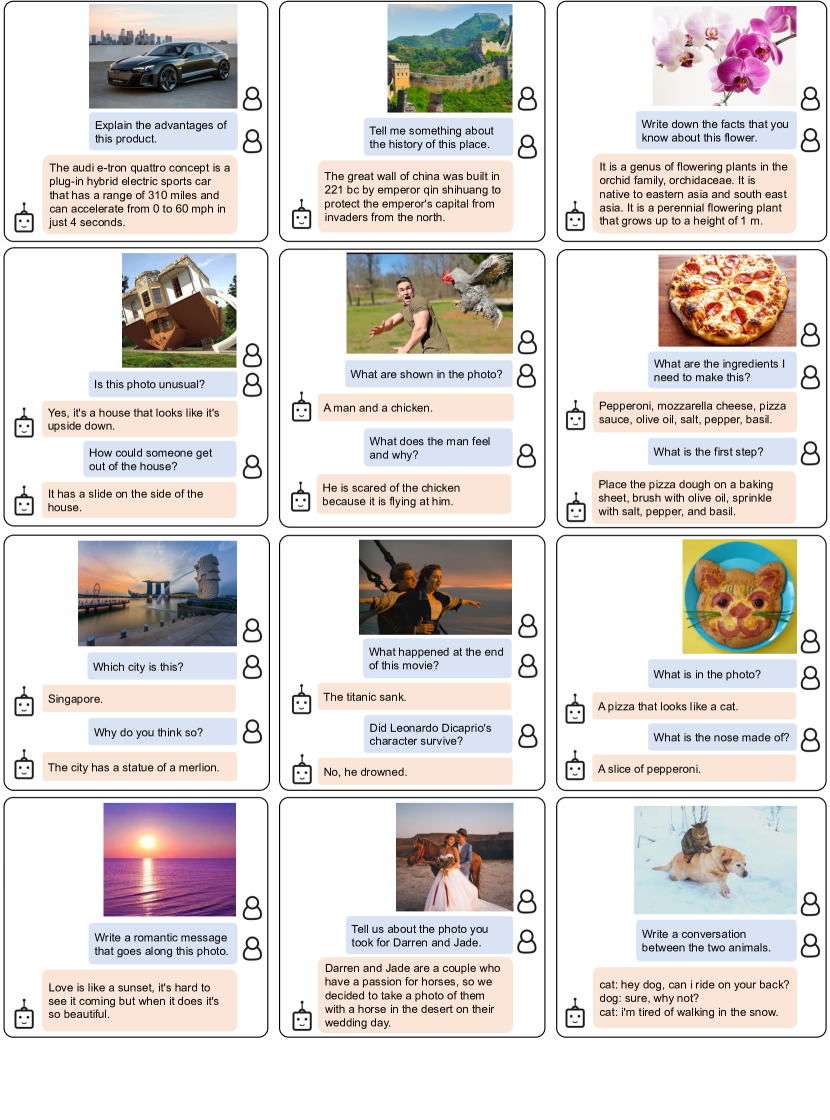 Explain the advantages of
this product.
The audi e-tron quattro concept is a
plug-in hybrid electric sports car
that has a range of 310 miles and
can accelerate from 0 to 60 mph in
just 4 seconds.
Tell me something about
the history of this place.
The great wall of china was built in
221 bc by emperor qin shihuang to
protect the emperor's capital from
invaders from the north.
Write down the facts that you
know about this flower.
It is a genus of flowering plants in the
orchid family, orchidaceae. It is
native to eastern asia and south east
asia. It is a perennial flowering plant
that grows up to a height of 1 m.
Is this photo unusual?
Yes, it's a house that looks like it's
upside down.
How could someone get
out of the house?
It has a slide on the side of the
house.
What are shown in the photo?
A man and a chicken.
What does the man feel
and why?
He is scared of the chicken
because it is flying at him.
What are the ingredients I
need to make this?
Pepperoni, mozzarella cheese, pizza
sauce, olive oil, salt, pepper, basil.
What is the first step?
Place the pizza dough on a baking
sheet, brush with olive oil, sprinkle
with salt, pepper, and basil.
Which city is this?
Singapore.
Why do you think so?
The city has a statue of a merlion.
What happened at the end
of this movie?
The titanic sank.
Did Leonardo Dicaprio's
character survive?
No, he drowned.
What is in the photo?
A pizza that looks like a cat.
What is the nose made of?
A slice of pepperoni.
Write a romantic message
that goes along this photo.
Love is like a sunset, it's hard to
see it coming but when it does it's
so beautiful.
Tell us about the photo you
took for Darren and Jade.
Darren and Jade are a couple who
have a passion for horses, so we
decided to take a photo of them
with a horse in the desert on their
wedding day.
Write a conversation
between the two animals.
cat: hey dog, can i ride on your back?
dog: sure, why not?
cat: i'm tired of walking in the snow.